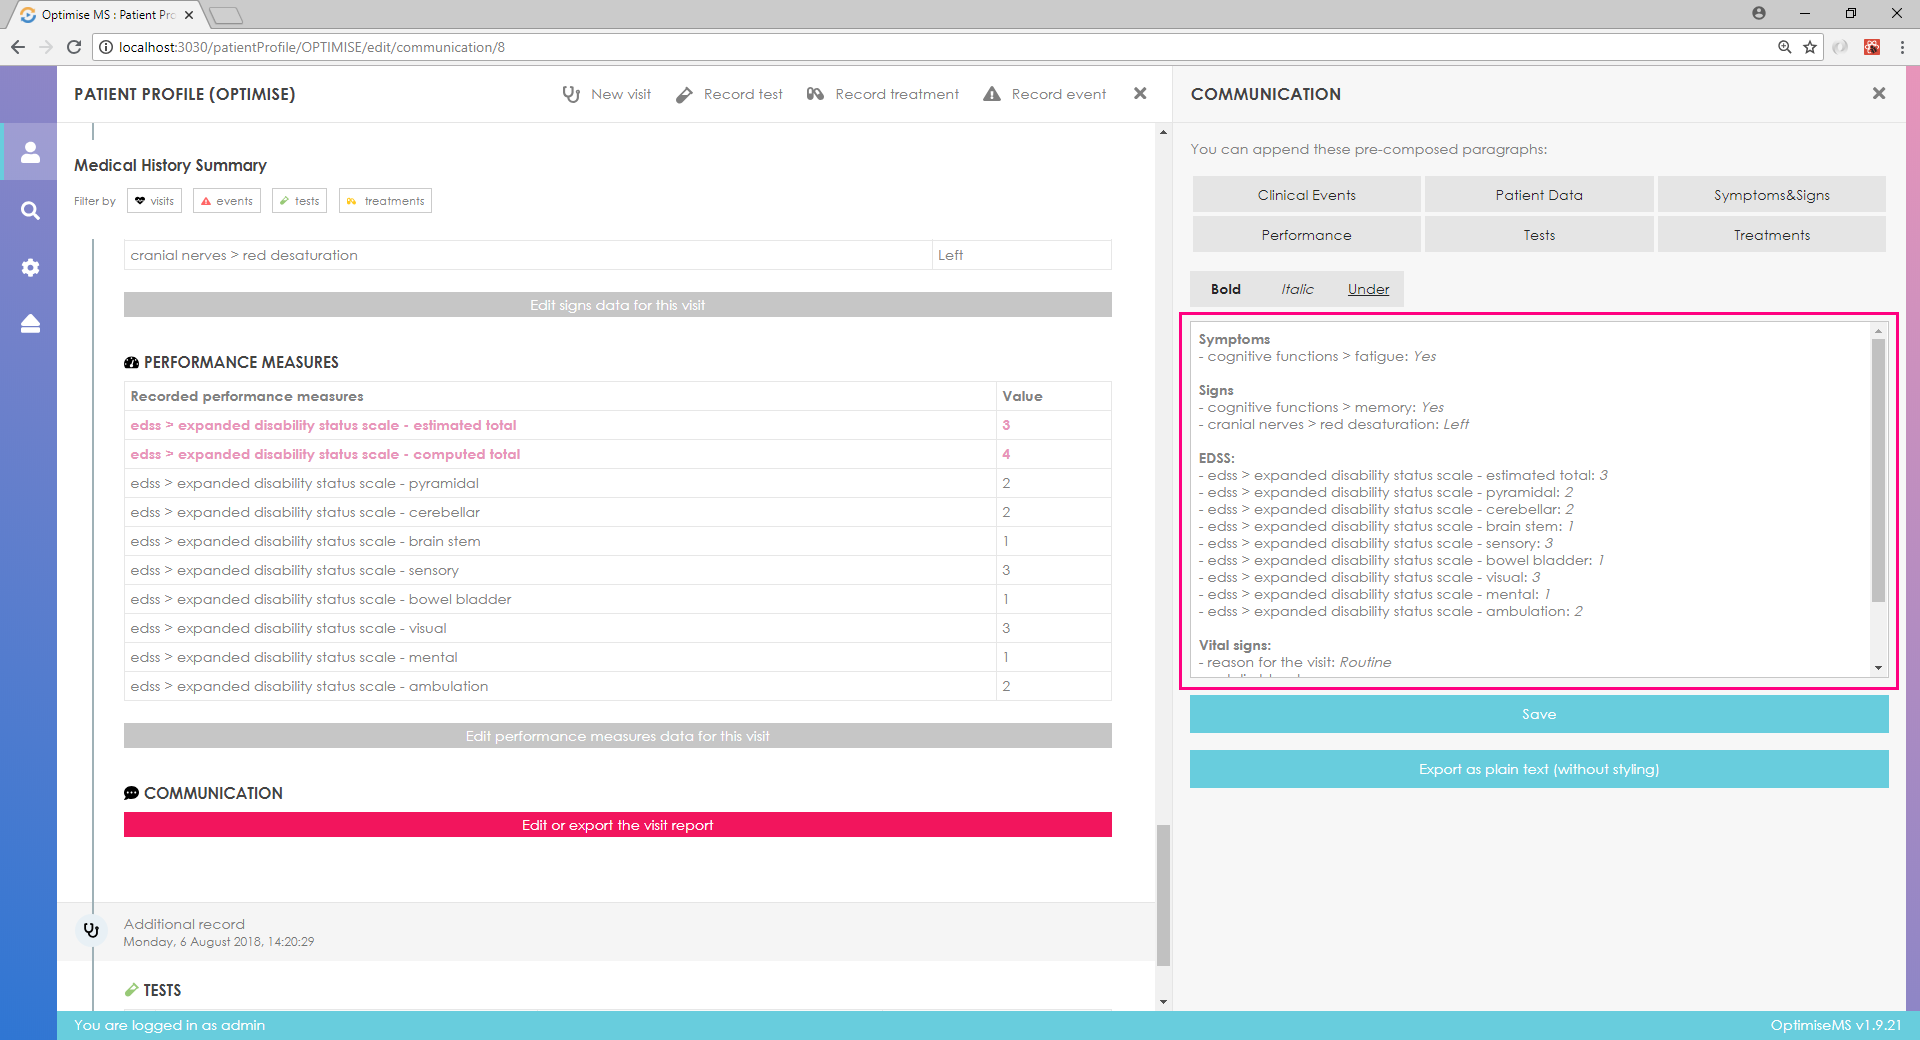 Optimise MS : Patient Pro
localhost:3030/patientProfile/OPTIMISE/edit/communication/8
PATIENT PROFILE (OPTIMISE)
New visit
Record test
Record treatment
Record event
Medical History Summary
Filter by
visits
events
tests
treatments
cranial nerves > red desaturation Left
Edit signs data for this visit
PERFORMANCE MEASURES
Recorded performance measures Value
edss > expanded disability status scale - estimated total 3
edss > expanded disability status scale - computed total 4
edss > expanded disability status scale - pyramidal 2
edss > expanded disability status scale - cerebellar 2
edss > expanded disability status scale - brain stem 1
edss > expanded disability status scale - sensory 3
edss > expanded disability status scale - bowel bladder 1
edss > expanded disability status scale - visual 3
edss > expanded disability status scale - mental 1
edss > expanded disability status scale - ambulation 2
Edit performance measures data for this visit
COMMUNICATION
Edit or export the visit report
Additional record
Monday, 6 August 2018, 14:20:29
TESTS
COMMUNICATION
You can append these pre-composed paragraphs:
Clinical Events
Patient Data
Symptoms&Signs
Performance
Tests
Treatments
Bold Italic Under
Symptoms
- cognitive functions > fatigue: Yes
Signs
- cognitive functions > memory: Yes
- cranial nerves > red desaturation: Left
EDSS:
- edss > expanded disability status scale - estimated total: 3
- edss > expanded disability status scale - pyramidal: 2
- edss > expanded disability status scale - cerebellar: 2
- edss > expanded disability status scale - brain stem: 1
- edss > expanded disability status scale - sensory: 3
- edss > expanded disability status scale - bowel bladder: 1
- edss > expanded disability status scale - visual: 3
- edss > expanded disability status scale - mental: 1
- edss > expanded disability status scale - ambulation: 2
Vital signs:
- reason for the visit: Routine
Save
Export as plain text (without styling)
You are logged in as admin
OptimiseMS v1.9.21